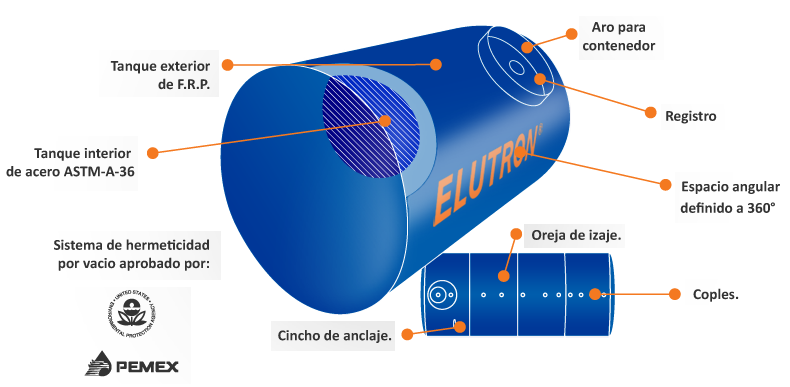 Aro para
contenedor
Tanque exterior
de F.R.P.
Registro
Tanque interior
de acero ASTM-A-36
ELUTRON®
Espacio angular
definido a 360°
Sistema de hermeticidad
por vacio aprobado por:
Oreja de izaje.
Coples.
Cincho de anclaje.
UNITED STATES
ENVIRONMENTAL PROTECTION AGENCY
PEMEX